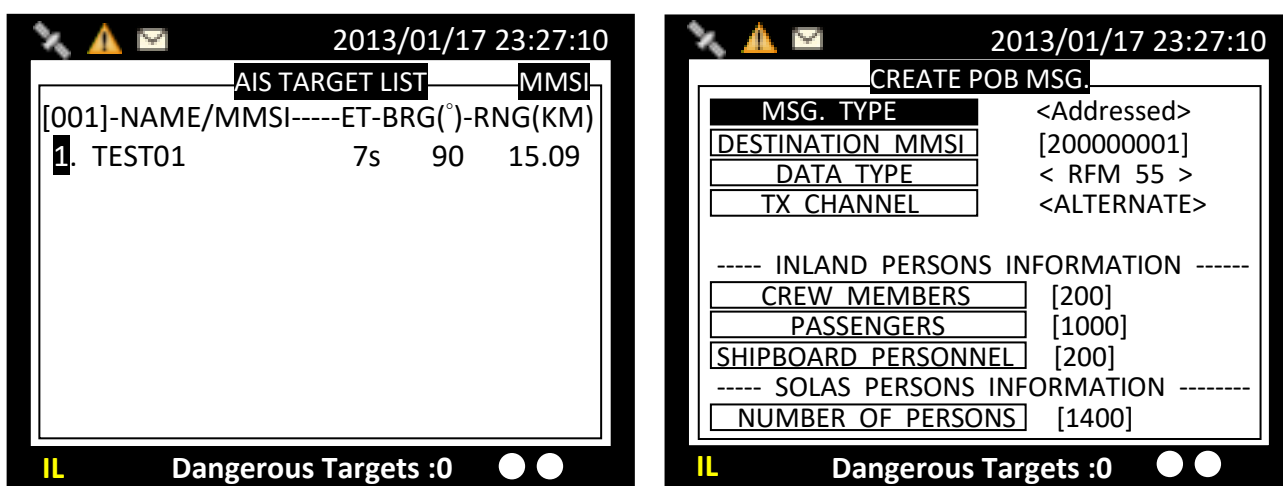 2013/01/17 23:27:10
AIS TARGET LIST MMSI
[001]-NAME/MMSI-----ET-BRG(°)-RNG(KM)
1. TEST01 7s 90 15.09
IL Dangerous Targets :0
2013/01/17 23:27:10
CREATE POB MSG.
MSG. TYPE <Addressed>
DESTINATION MMSI [200000001]
DATA TYPE < RFM 55 >
TX CHANNEL <ALTERNATE>
----- INLAND PERSONS INFORMATION ------
CREW MEMBERS [200]
PASSENGERS [1000]
SHIPBOARD PERSONNEL [200]
----- SOLAS PERSONS INFORMATION --------
NUMBER OF PERSONS [1400]
IL Dangerous Targets :0